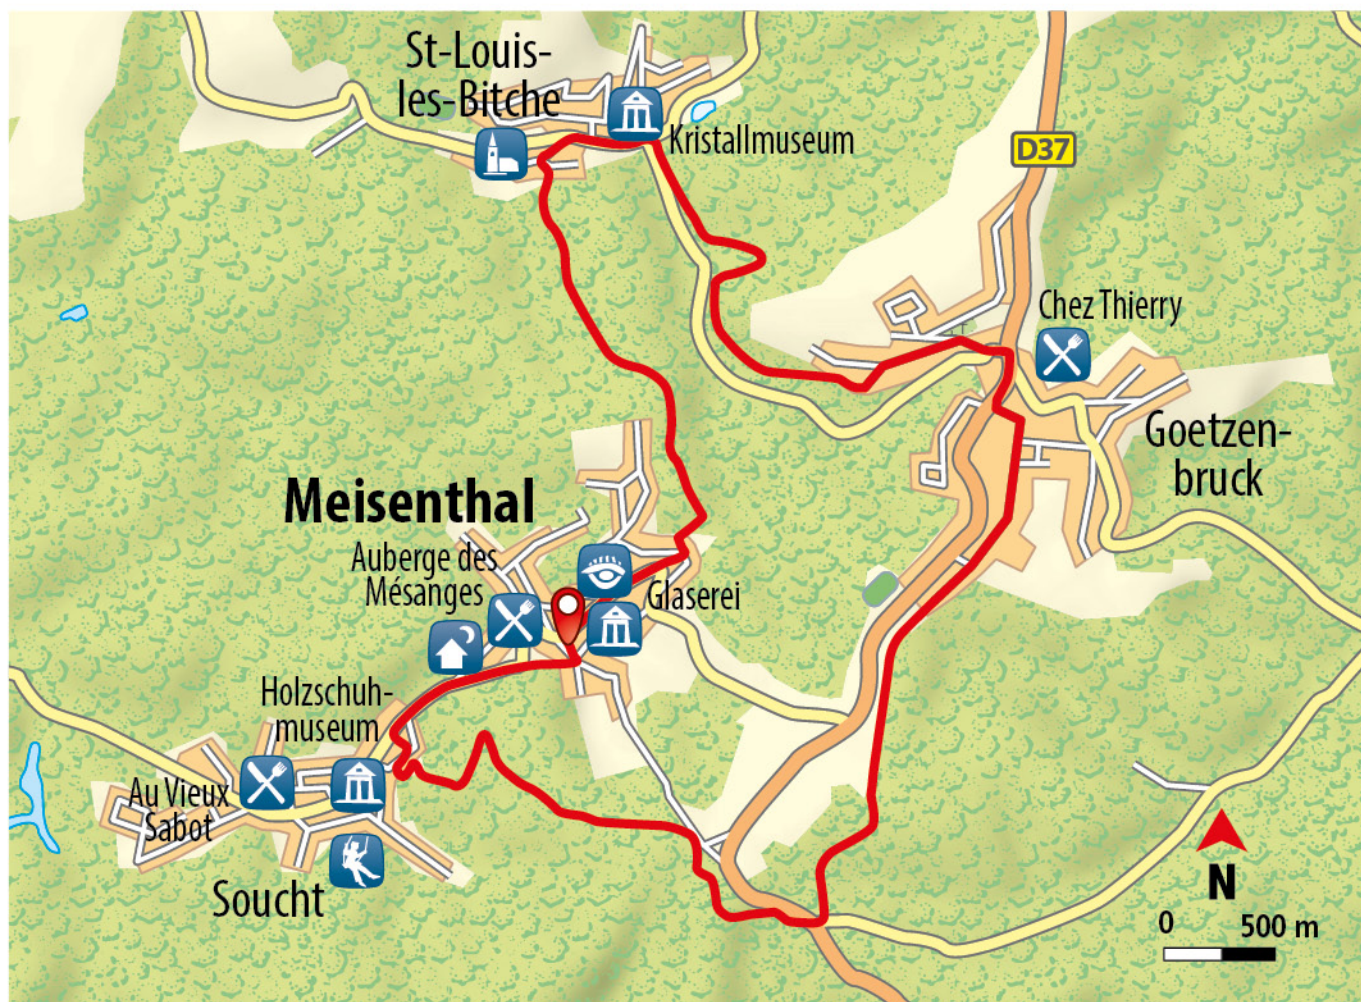 St-Louis-
les-Bitche
Kristallmuseum
D37
Chez Thierry
Goetzen-
bruck
Meisenthal
Auberge des
Mésanges
Glaserei
Holzschuh-
museum
Au Vieux
Sabot
Soucht
N
0 500 m